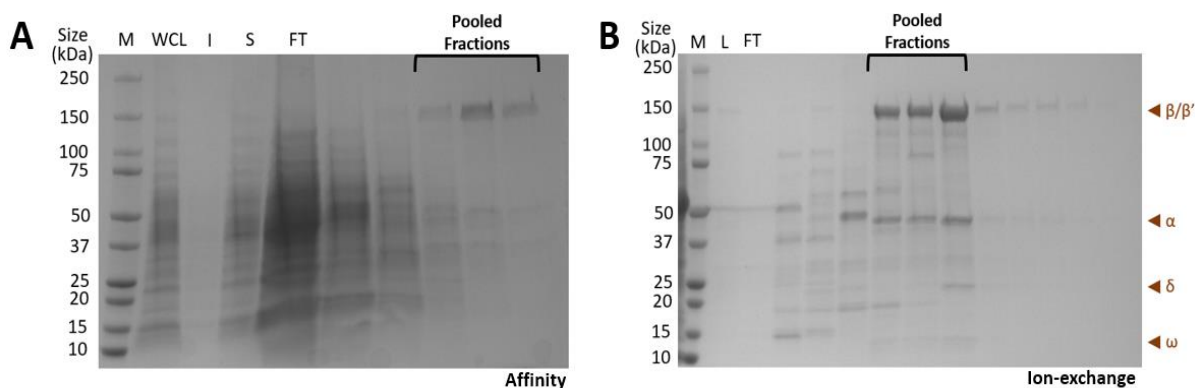 A
Size
(kDa)
M WCL I S FT
Pooled
Fractions
250
150
100
75
50
37
25
20
15
10
Affinity
B
Size
(kDa)
M L FT
Pooled
Fractions
250
150
100
75
50
37
25
20
15
10
β/β′
α
δ
ω
Ion-exchange